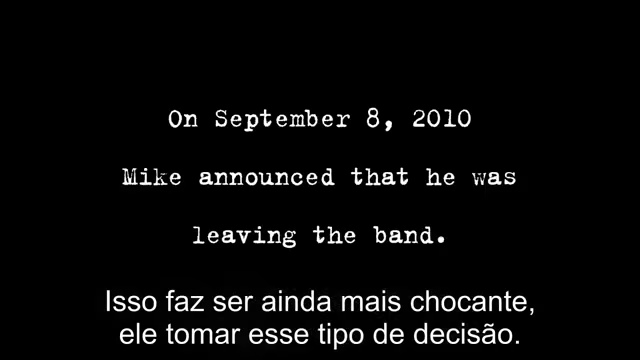 On September 8, 2010
Mike announced that he was
leaving the band.
Isso faz ser ainda mais chocante,
ele tomar esse tipo de decisão.